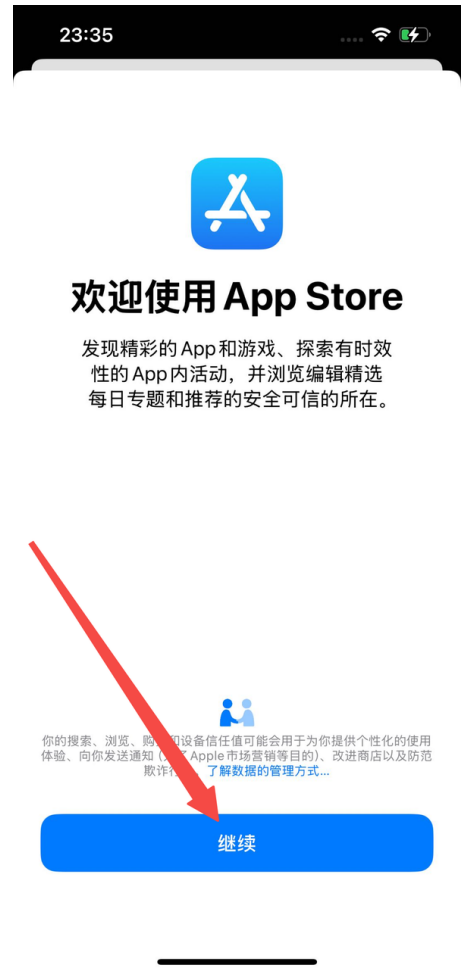 23:35
欢迎使用 App Store
发现精彩的 App 和游戏、探索有时效
性的 App 内活动，并浏览编辑精选
每日专题和推荐的安全可信的所在。
你的搜索、浏览、购 和设备信任值可能会用于为你提供个性化的使用
体验、向你发送通知 ( 了 Apple 市场营销等目的)、改进商店以及防范
欺诈 。了解数据的管理方式...
继续